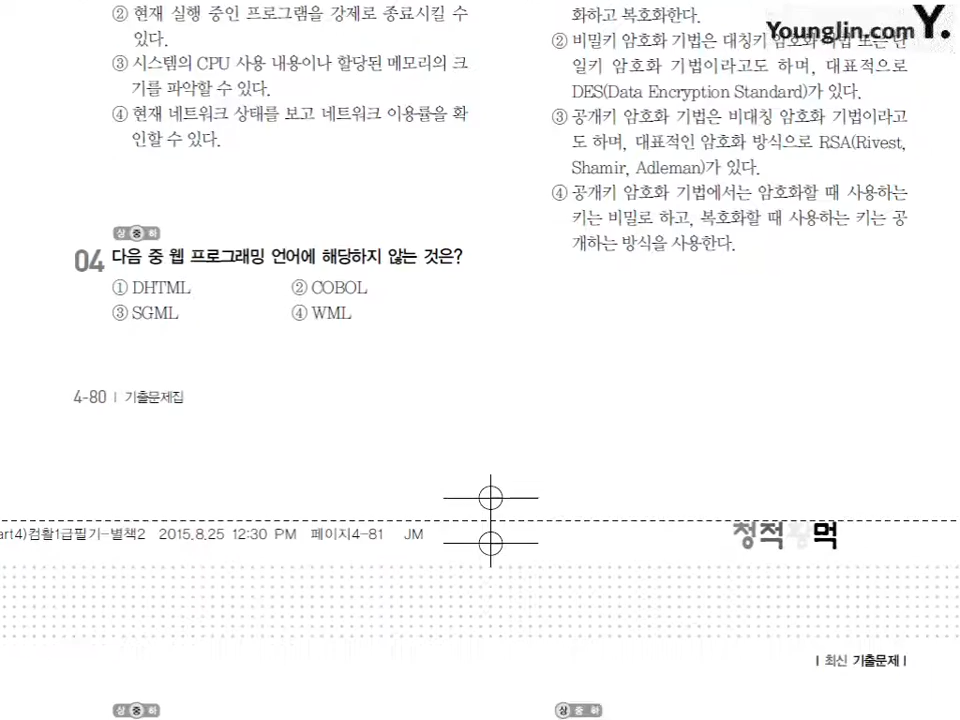 ② 현재 실행 중인 프로그램을 강제로 종료시킬 수
있다.
③ 시스템의 CPU 사용 내용이나 할당된 메모리의 크
기를 파악할 수 있다.
④ 현재 네트워크 상태를 보고 네트워크 이용률을 확
인할 수 있다.
상 중 하
04 다음 중 웹 프로그래밍 언어에 해당하지 않는 것은?
① DHTML ② COBOL
③ SGML ④ WML
4-80 | 기출문제집
화하고 복호화한다.
Younglin.com Y.
② 비밀키 암호화 기법은 대칭키 암호화 기법 또는 단
일키 암호화 기법이라고도 하며, 대표적으로
DES(Data Encryption Standard)가 있다.
③ 공개키 암호화 기법은 비대칭 암호화 기법이라고
도 하며, 대표적인 암호화 방식으로 RSA(Rivest,
Shamir, Adleman)가 있다.
④ 공개키 암호화 기법에서는 암호화할 때 사용하는
키는 비밀로 하고, 복호화할 때 사용하는 키는 공
개하는 방식을 사용한다.
art4)컴활1급필기-별책2 2015.8.25 12:30 PM 페이지4-81 JM
먹
| 최신 기출문제 |
상 중 하
상 중 하